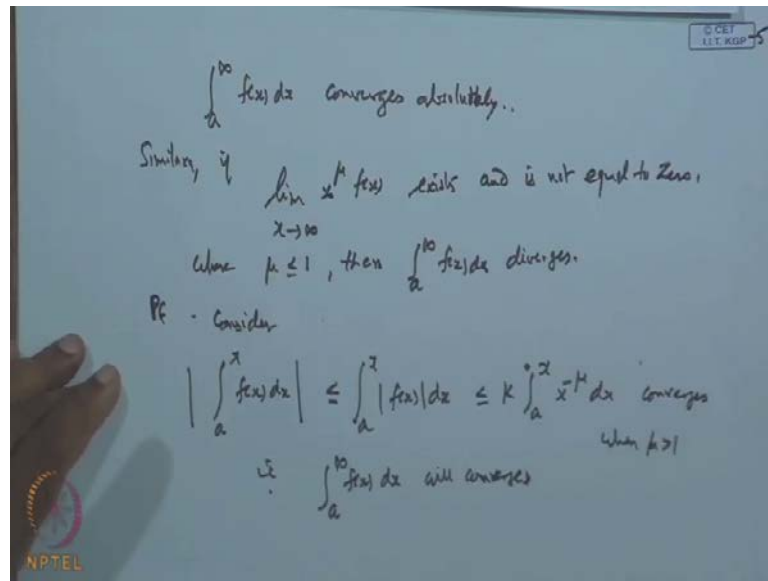 © CET
I.I.T. KGP
∫_a^∞ f(x) dx converges absolutely..
Similarly, if
lim_{x→∞} x^μ f(x) exists and is not equal to Zero,
where μ ≤ 1, then ∫_a^∞ f(x) dx diverges.
Pf . Consider
| ∫_a^x f(x) dx | ≤ ∫_a^x |f(x)| dx ≤ K ∫_a^x x^{-μ} dx converges
when μ>1
ie ∫_a^∞ f(x) dx will converges
NPTEL